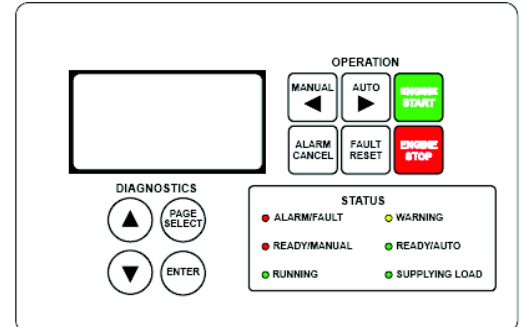 OPERATION
MANUAL
AUTO
ENGINE
START
ALARM
CANCEL
FAULT
RESET
ENGINE
STOP
DIAGNOSTICS
PAGE
SELECT
ENTER
STATUS
ALARM/FAULT
WARNING
READY/MANUAL
READY/AUTO
RUNNING
SUPPLYING LOAD